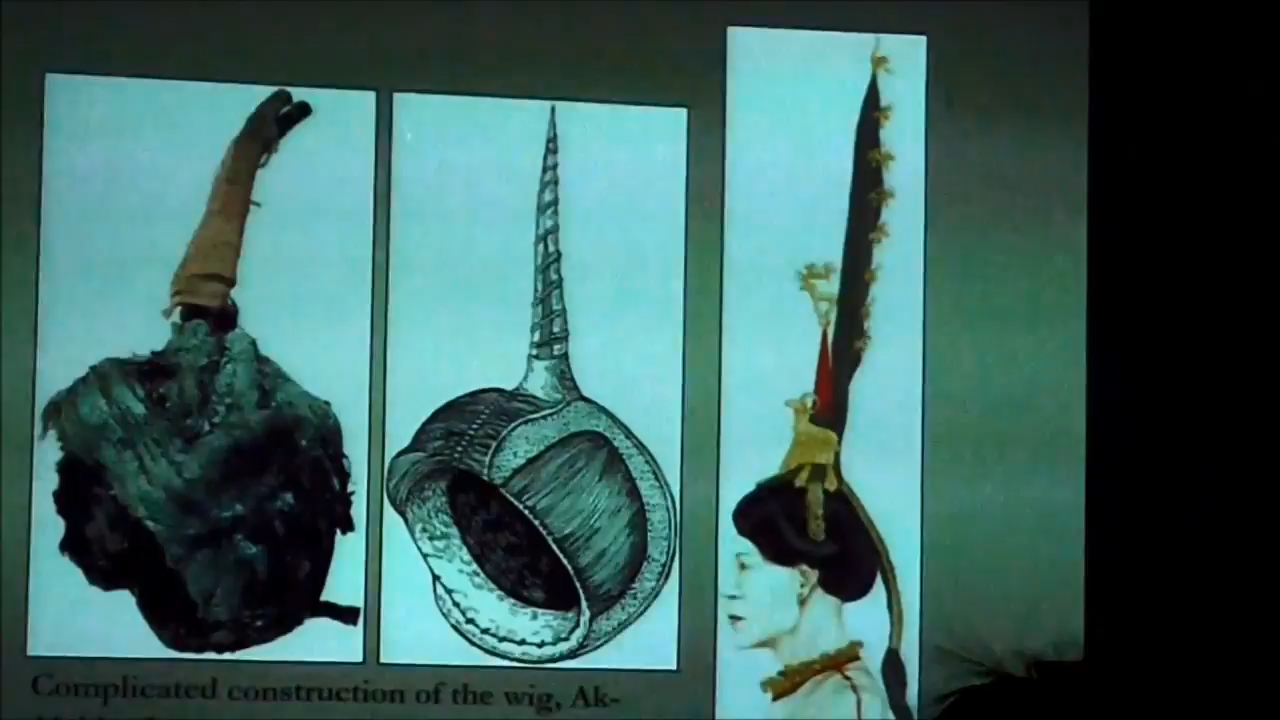 Complicated construction of the wig, Ak-